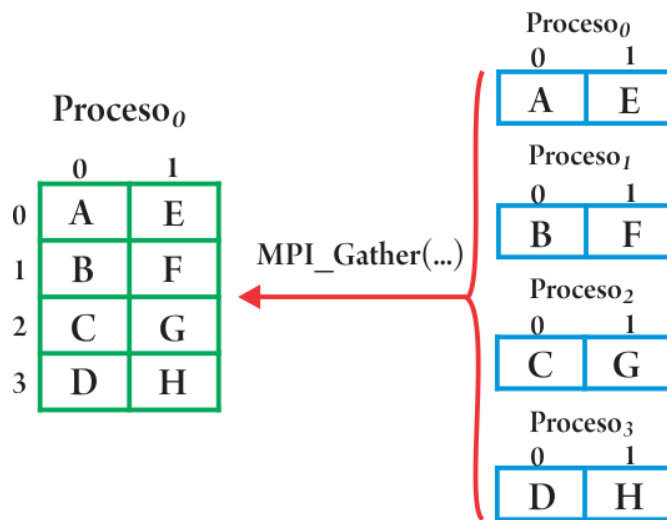 Proceso0
0 1
0 A E
1 B F
2 C G
3 D H
MPI_Gather(...)
Proceso0
0 1
A E
Proceso1
0 1
B F
Proceso2
0 1
C G
Proceso3
0 1
D H